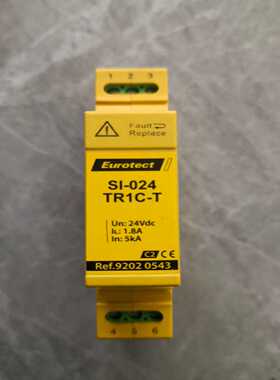 1 2 3
Fault
Replace
Eurotect
SI-024
TR1C-T
Un: 24Vdc
IL: 1.8A
In: 5kA
C2
Ref.9202 0543
4 5 6